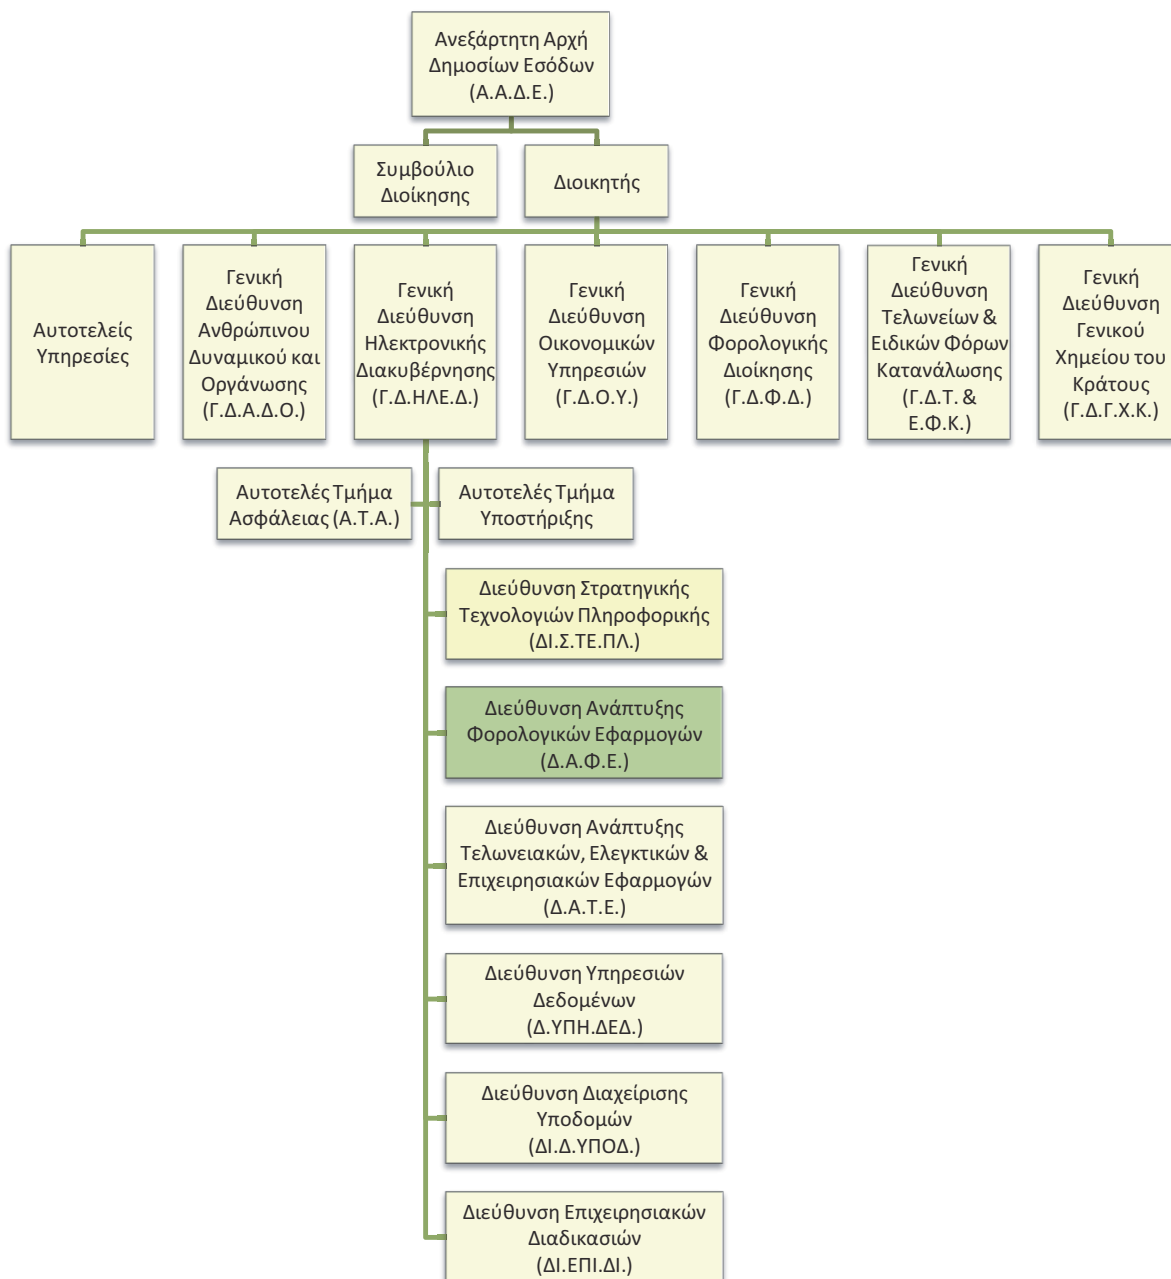 Ανεξάρτητη Αρχή
Δημοσίων Εσόδων
(Α.Α.Δ.Ε.)
Συμβούλιο
Διοίκησης
Διοικητής
Αυτοτελείς
Υπηρεσίες
Γενική
Διεύθυνση
Ανθρώπινου
Δυναμικού και
Οργάνωσης
(Γ.Δ.Α.Δ.Ο.)
Γενική
Διεύθυνση
Ηλεκτρονικής
Διακυβέρνησης
(Γ.Δ.ΗΛΕ.Δ.)
Γενική
Διεύθυνση
Οικονομικών
Υπηρεσιών
(Γ.Δ.Ο.Υ.)
Γενική
Διεύθυνση
Φορολογικής
Διοίκησης
(Γ.Δ.Φ.Δ.)
Γενική
Διεύθυνση
Τελωνείων &
Ειδικών Φόρων
Κατανάλωσης
(Γ.Δ.Τ. &
Ε.Φ.Κ.)
Γενική
Διεύθυνση
Γενικού
Χημείου του
Κράτους
(Γ.Δ.Γ.Χ.Κ.)
Αυτοτελές Τμήμα
Ασφάλειας (Α.Τ.Α.)
Αυτοτελές Τμήμα
Υποστήριξης
Διεύθυνση Στρατηγικής
Τεχνολογιών Πληροφορικής
(ΔΙ.Σ.ΤΕ.ΠΛ.)
Διεύθυνση Ανάπτυξης
Φορολογικών Εφαρμογών
(Δ.Α.Φ.Ε.)
Διεύθυνση Ανάπτυξης
Τελωνειακών, Ελεγκτικών &
Επιχειρησιακών Εφαρμογών
(Δ.Α.Τ.Ε.)
Διεύθυνση Υπηρεσιών
Δεδομένων
(Δ.ΥΠΗ.ΔΕΔ.)
Διεύθυνση Διαχείρισης
Υποδομών
(ΔΙ.Δ.ΥΠΟΔ.)
Διεύθυνση Επιχειρησιακών
Διαδικασιών
(ΔΙ.ΕΠΙ.ΔΙ.)